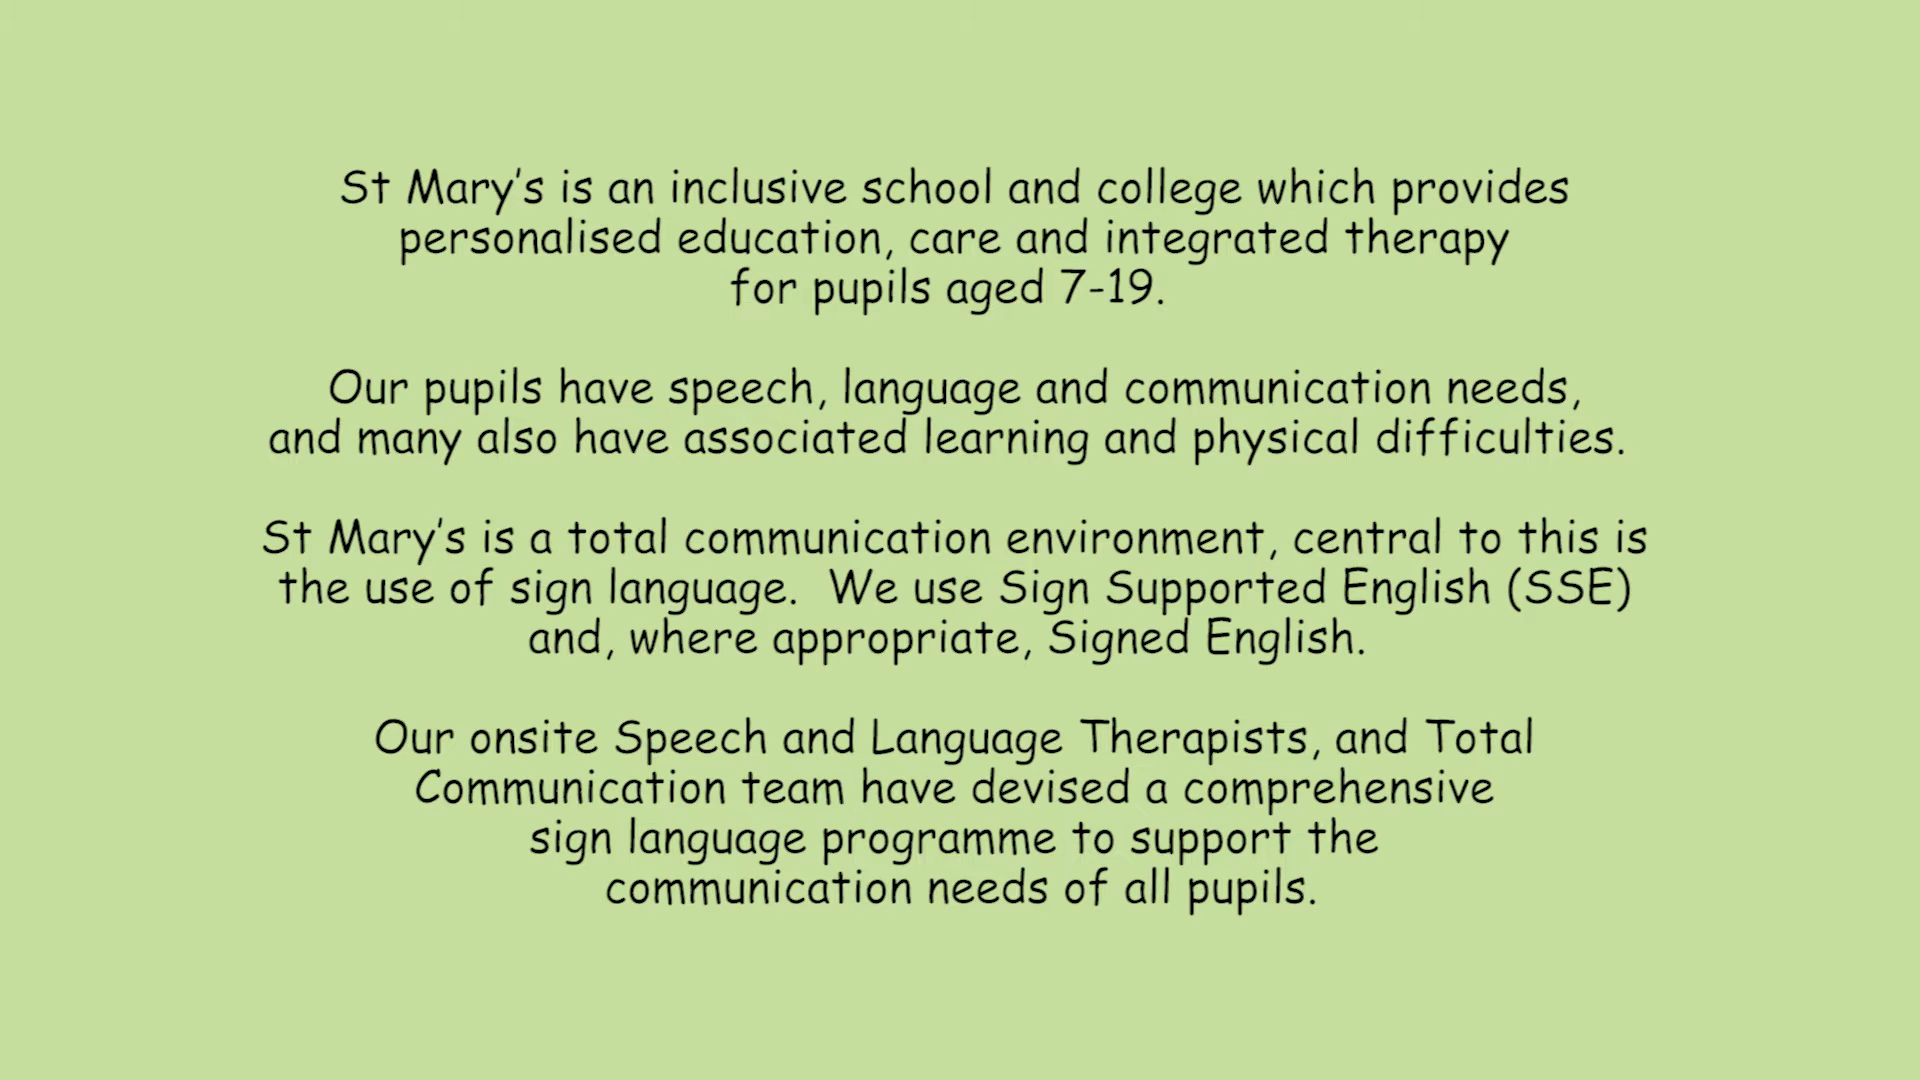 St Mary's is an inclusive school and college which provides
personalised education, care and integrated therapy
for pupils aged 7-19.
Our pupils have speech, language and communication needs,
and many also have associated learning and physical difficulties.
St Mary's is a total communication environment, central to this is
the use of sign language.  We use Sign Supported English (SSE)
and, where appropriate, Signed English.
Our onsite Speech and Language Therapists, and Total
Communication team have devised a comprehensive
sign language programme to support the
communication needs of all pupils.